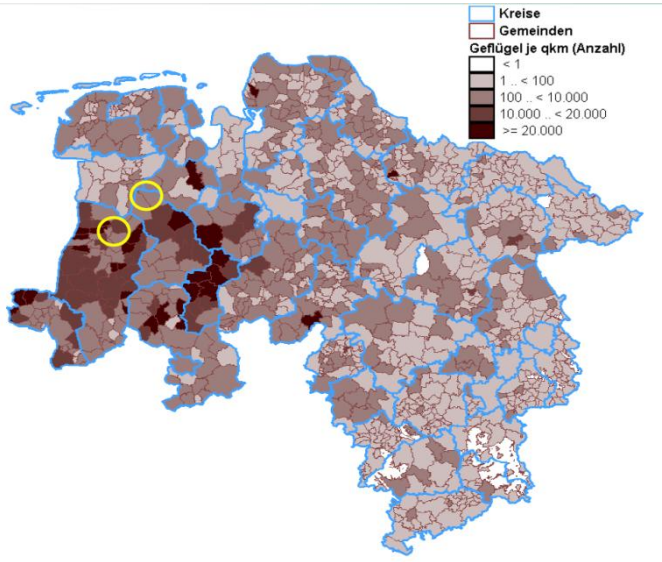 Kreise
Gemeinden
Geflügel je qkm (Anzahl)
< 1
1 .. < 100
100 .. < 10.000
10.000 .. < 20.000
>= 20.000